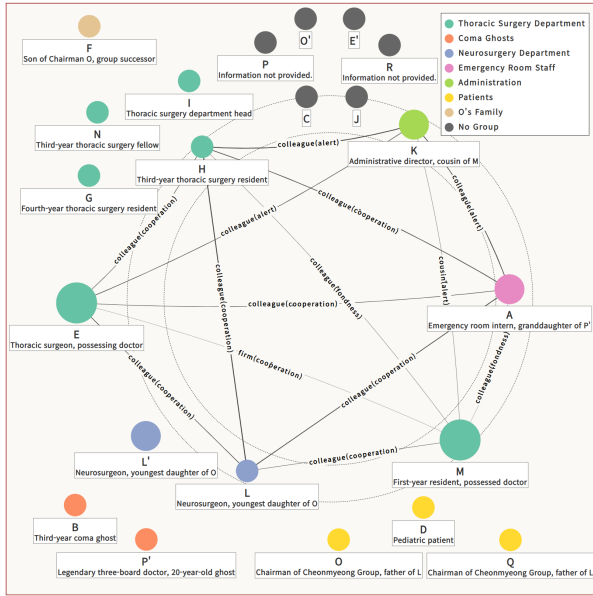 Thoracic Surgery Department
Coma Ghosts
Neurosurgery Department
Emergency Room Staff
Administration
Patients
O's Family
No Group
O'
E'
F
Son of Chairman O, group successor
P
Information not provided.
R
Information not provided.
I
Thoracic surgery department head
C
J
N
Third-year thoracic surgery fellow
K
Administrative director, cousin of M
colleague(alert)
H
Third-year thoracic surgery resident
G
Fourth-year thoracic surgery resident
colleague(cooperation)
colleague(alert)
colleague(cooperation)
colleague(alert)
colleague(cooperation)
colleague(fondness)
cousin(alert)
colleague(cooperation)
A
Emergency room intern, granddaughter of P'
E
Thoracic surgeon, possessing doctor
firm(cooperation)
colleague(cooperation)
colleague(cooperation)
colleague(fondness)
colleague(cooperation)
L'
Neurosurgeon, youngest daughter of O
M
First-year resident, possessed doctor
L
Neurosurgeon, youngest daughter of O
B
Third-year coma ghost
D
Pediatric patient
P'
Legendary three-board doctor, 20-year-old ghost
O
Chairman of Cheonmyeong Group, father of L
Q
Chairman of Cheonmyeong Group, father of L